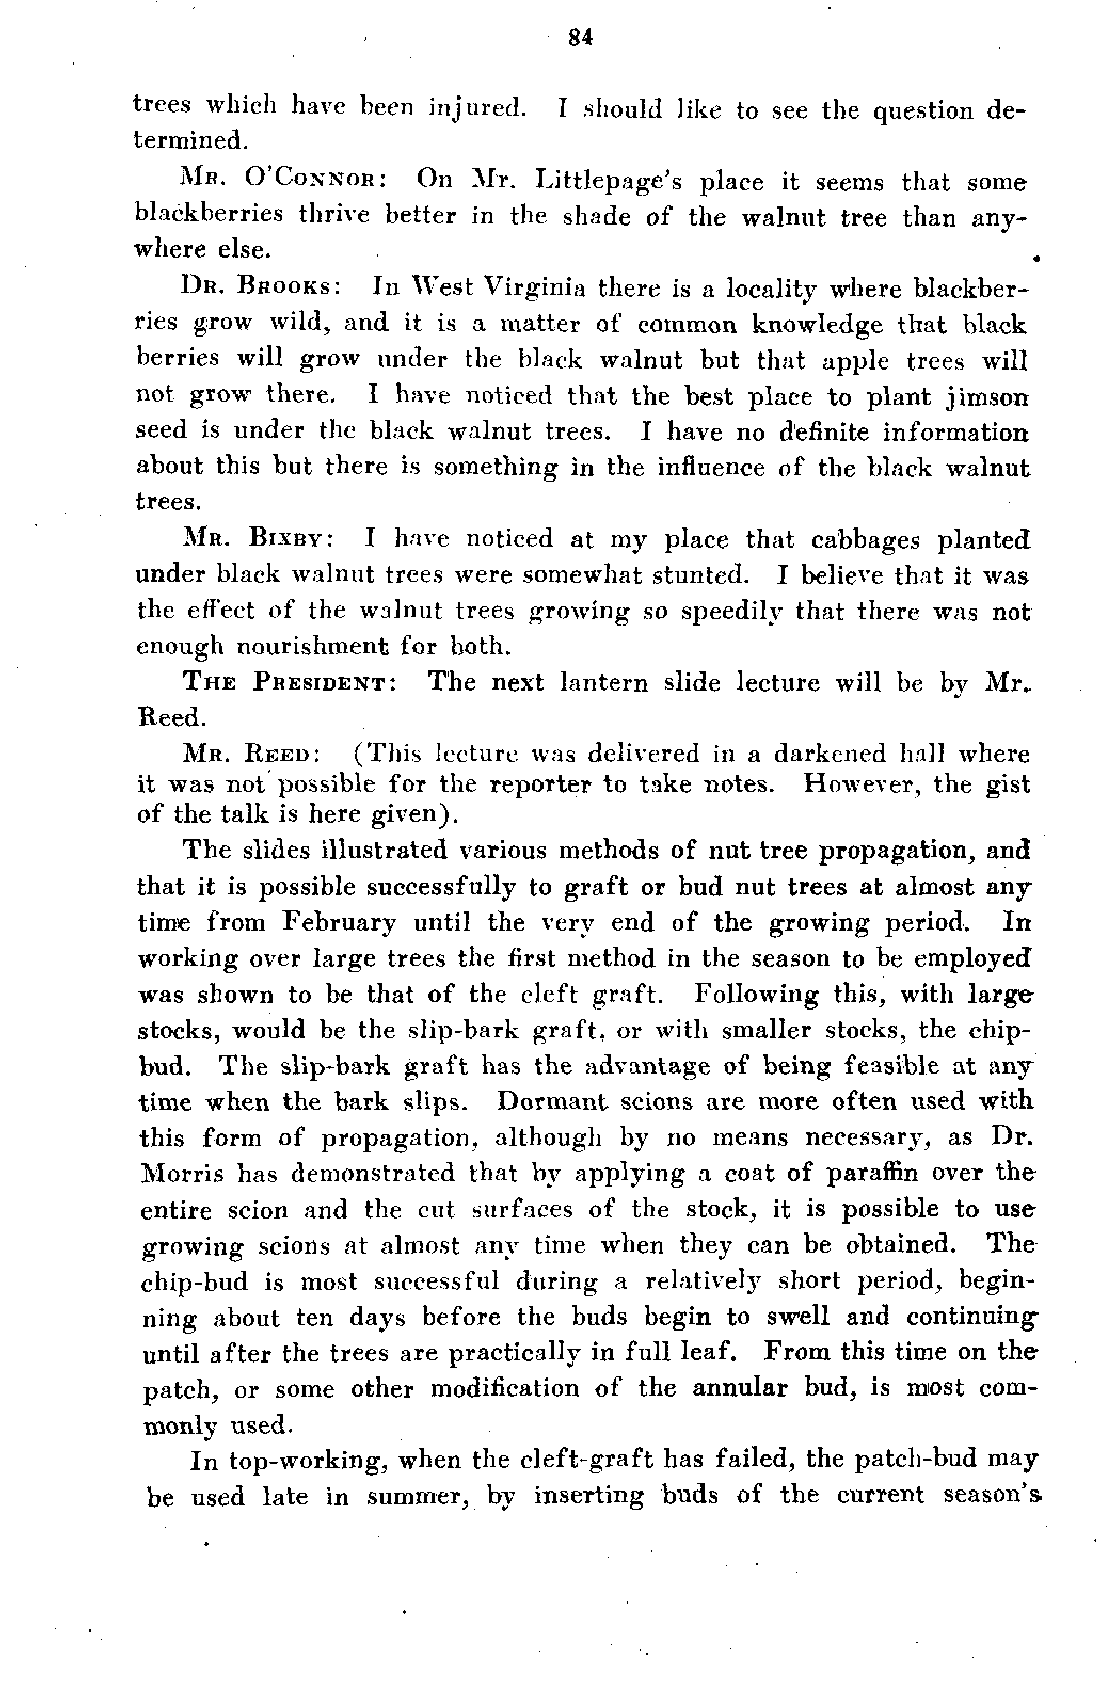 84
trees which have been injured. I should like to see the question de-
termined.
MR. O'CONNOR: On Mr. Littlepage's place it seems that some
blackberries thrive better in the shade of the walnut tree than any-
where else.
DR. BROOKS: In West Virginia there is a locality where blackber-
ries grow wild, and it is a matter of common knowledge that black
berries will grow under the black walnut but that apple trees will
not grow there. I have noticed that the best place to plant jimson
seed is under the black walnut trees. I have no definite information
about this but there is something in the influence of the black walnut
trees.
MR. BIXBY: I have noticed at my place that cabbages planted
under black walnut trees were somewhat stunted. I believe that it was
the effect of the walnut trees growing so speedily that there was not
enough nourishment for both.
THE PRESIDENT: The next lantern slide lecture will be by Mr.
Reed.
MR. REED: (This lecture was delivered in a darkened hall where
it was not possible for the reporter to take notes. However, the gist
of the talk is here given).
The slides illustrated various methods of nut tree propagation, and
that it is possible successfully to graft or bud nut trees at almost any
time from February until the very end of the growing period. In
working over large trees the first method in the season to be employed
was shown to be that of the cleft graft. Following this, with large
stocks, would be the slip-bark graft, or with smaller stocks, the chip-
bud. The slip-bark graft has the advantage of being feasible at any
time when the bark slips. Dormant scions are more often used with
this form of propagation, although by no means necessary, as Dr.
Morris has demonstrated that by applying a coat of paraffin over the
entire scion and the cut surfaces of the stock, it is possible to use
growing scions at almost any time when they can be obtained. The
chip-bud is most successful during a relatively short period, begin-
ning about ten days before the buds begin to swell and continuing
until after the trees are practically in full leaf. From this time on the
patch, or some other modification of the annular bud, is most com-
monly used.
In top-working, when the cleft-graft has failed, the patch-bud may
be used late in summer, by inserting buds of the current season's